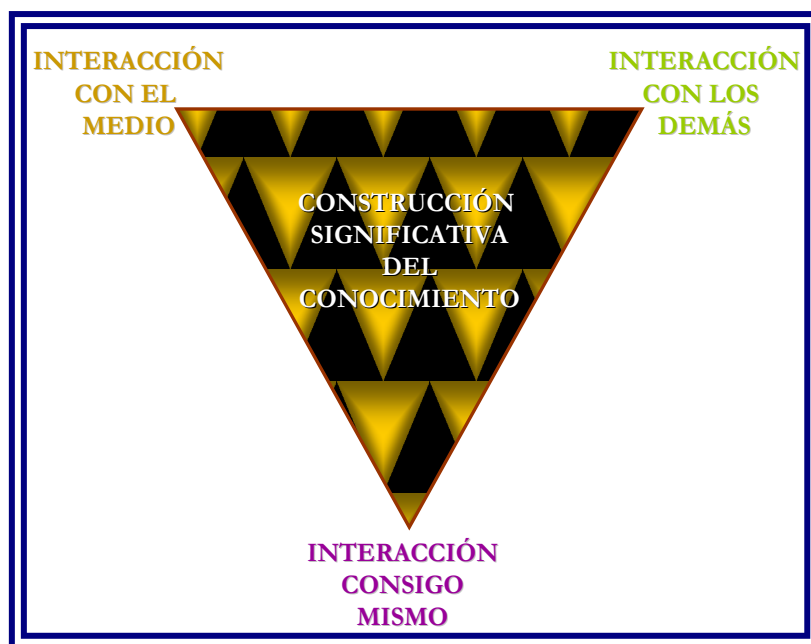 INTERACCIÓN
CON EL
MEDIO
INTERACCIÓN
CON LOS
DEMÁS
CONSTRUCCIÓN
SIGNIFICATIVA
DEL
CONOCIMIENTO
INTERACCIÓN
CONSIGO
MISMO